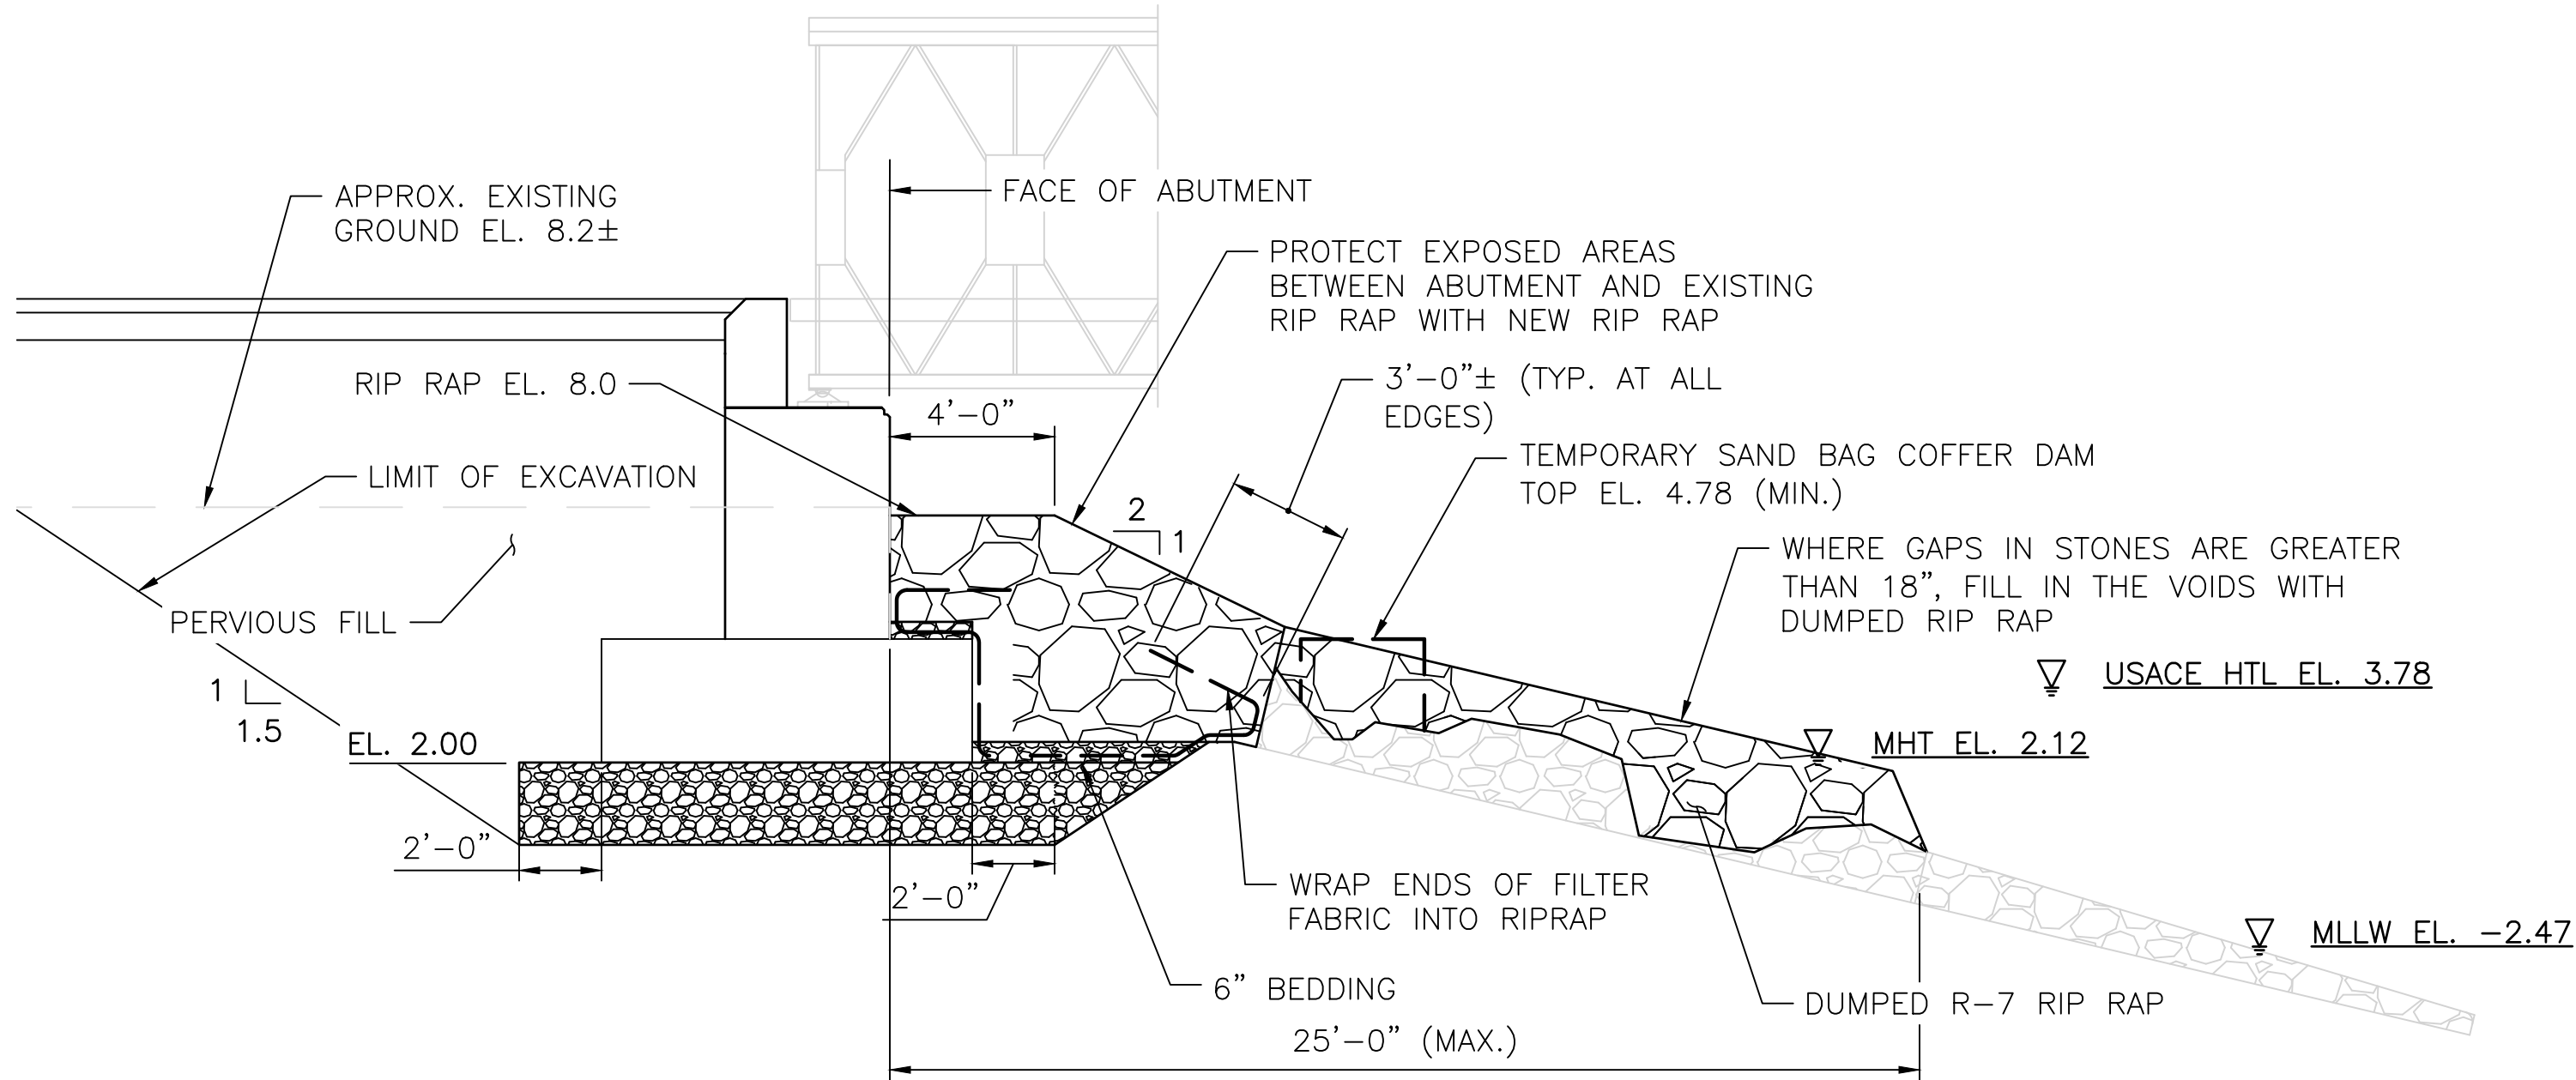 APPROX. EXISTING
GROUND EL. 8.2±
FACE OF ABUTMENT
PROTECT EXPOSED AREAS
BETWEEN ABUTMENT AND EXISTING
RIP RAP WITH NEW RIP RAP
RIP RAP EL. 8.0
4'-0"
3'-0"± (TYP. AT ALL
EDGES)
LIMIT OF EXCAVATION
TEMPORARY SAND BAG COFFER DAM
TOP EL. 4.78 (MIN.)
2
1
WHERE GAPS IN STONES ARE GREATER
THAN 18", FILL IN THE VOIDS WITH
DUMPED RIP RAP
PERVIOUS FILL
USACE HTL EL. 3.78
1
1.5
EL. 2.00
MHT EL. 2.12
2'-0"
2'-0"
WRAP ENDS OF FILTER
FABRIC INTO RIPRAP
MLLW EL. -2.47
6" BEDDING
DUMPED R-7 RIP RAP
25'-0" (MAX.)